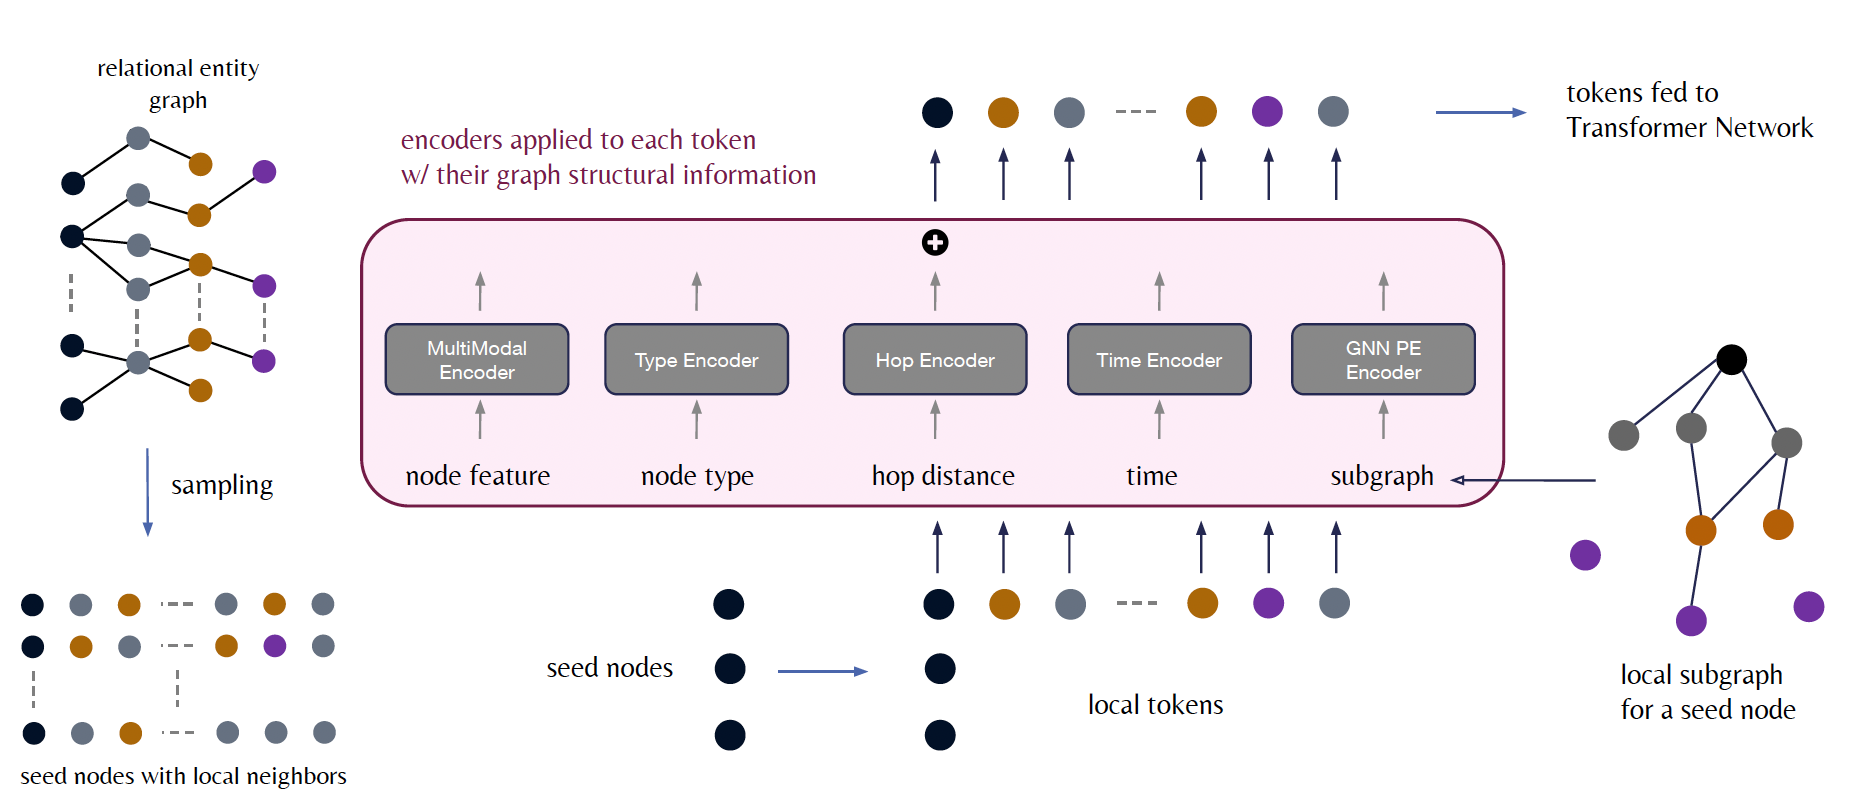 relational entity
graph
encoders applied to each token
w/ their graph structural information
tokens fed to
Transformer Network
MultiModal
Encoder
Type Encoder
Hop Encoder
Time Encoder
GNN PE
Encoder
node feature
node type
hop distance
time
subgraph
sampling
seed nodes
local tokens
local subgraph
for a seed node
seed nodes with local neighbors